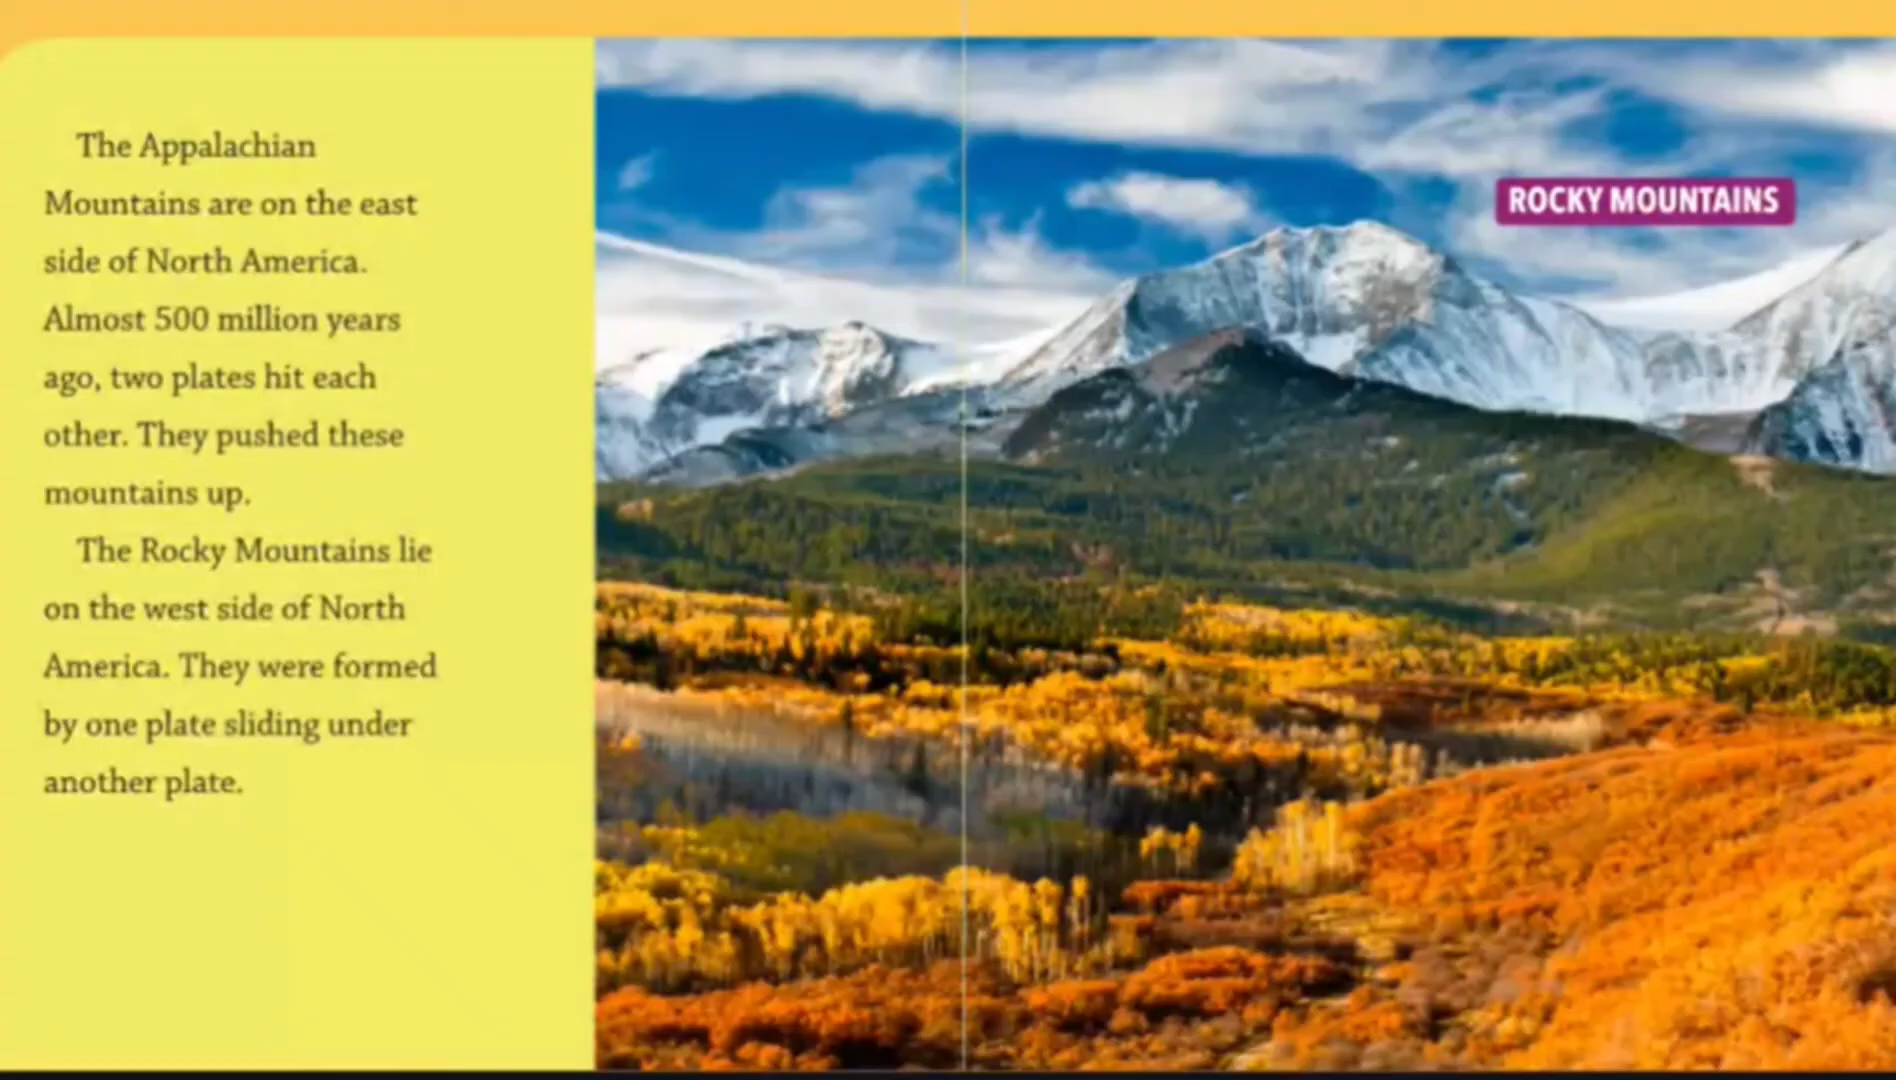 The Appalachian
Mountains are on the east
side of North America.
Almost 500 million years
ago, two plates hit each
other. They pushed these
mountains up.
The Rocky Mountains lie
on the west side of North
America. They were formed
by one plate sliding under
another plate.
ROCKY MOUNTAINS